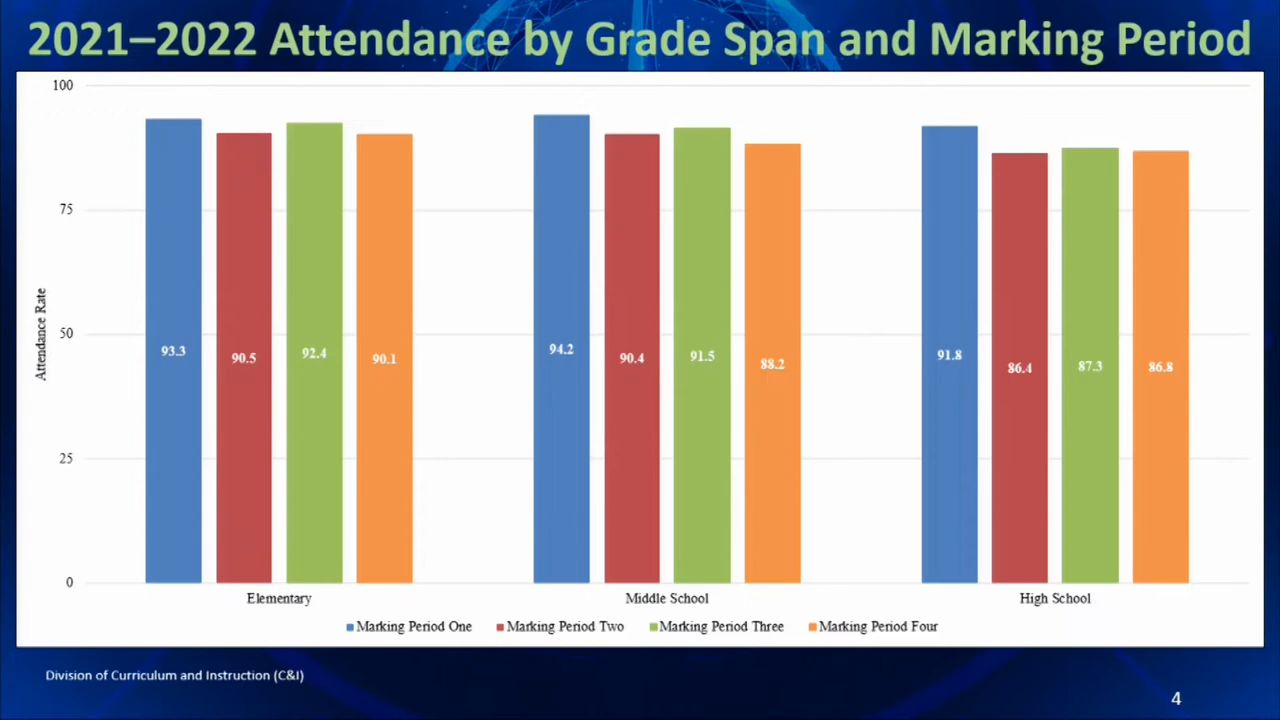 2021–2022 Attendance by Grade Span and Marking Period
100
75
50
25
0
Attendance Rate
93.3
90.5
92.4
90.1
94.2
90.4
91.5
88.2
91.8
86.4
87.3
86.8
Elementary
Middle School
High School
Marking Period One
Marking Period Two
Marking Period Three
Marking Period Four
Division of Curriculum and Instruction (C&I)
4